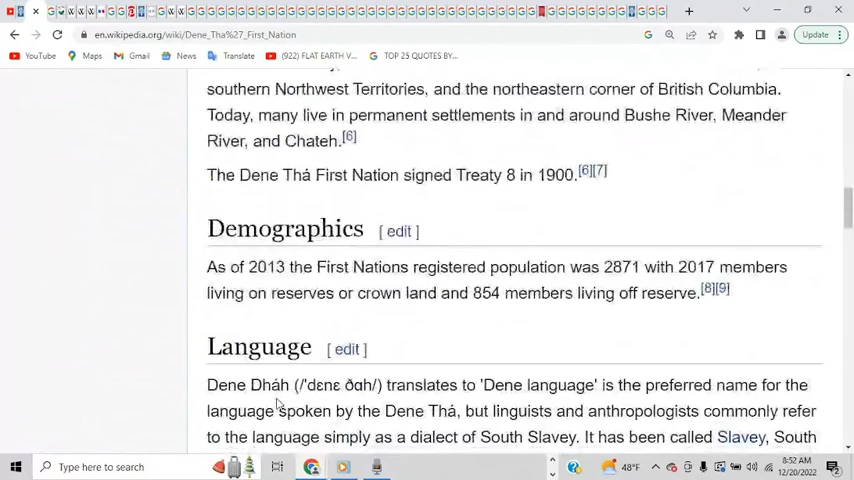 Update
en.wikipedia.org/wiki/Dene_Tha%27_First_Nation
YouTube Maps Gmail News Translate (922) FLAT EARTH V... TOP 25 QUOTES BY...
southern Northwest Territories, and the northeastern corner of British Columbia.
Today, many live in permanent settlements in and around Bushe River, Meander
River, and Chateh.[6]
The Dene Thá First Nation signed Treaty 8 in 1900.[6][7]
Demographics [ edit ]
As of 2013 the First Nations registered population was 2871 with 2017 members
living on reserves or crown land and 854 members living off reserve.[8][9]
Language [ edit ]
Dene Dháh (/ˈdɛnɛ ðɑh/) translates to 'Dene language' is the preferred name for the
language spoken by the Dene Thá, but linguists and anthropologists commonly refer
to the language simply as a dialect of South Slavey. It has been called Slavey, South
Type here to search
48°F
8:52 AM
12/20/2022